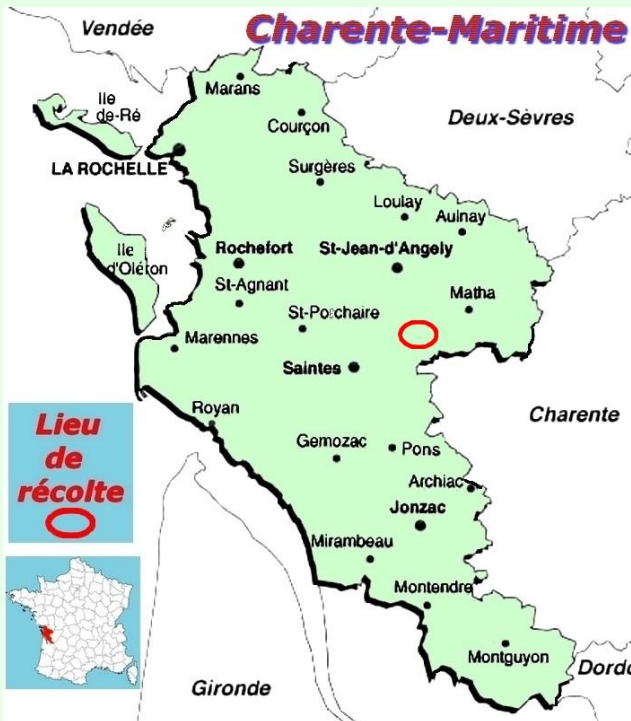 Charente-Maritime
Vendée
Marans
Ile
de-Ré
Courçon
Deux-Sèvres
LA ROCHELLE
Surgères
Loulay
Aulnay
Ile
d'Oléron
Rochefort
St-Jean-d'Angely
St-Agnant
Matha
St-Porchaire
Marennes
Saintes
Royan
Charente
Lieu
de
récolte
Gemozac
Pons
Archiac
Jonzac
Mirambeau
Montendre
Montguyon
Gironde
Dordo